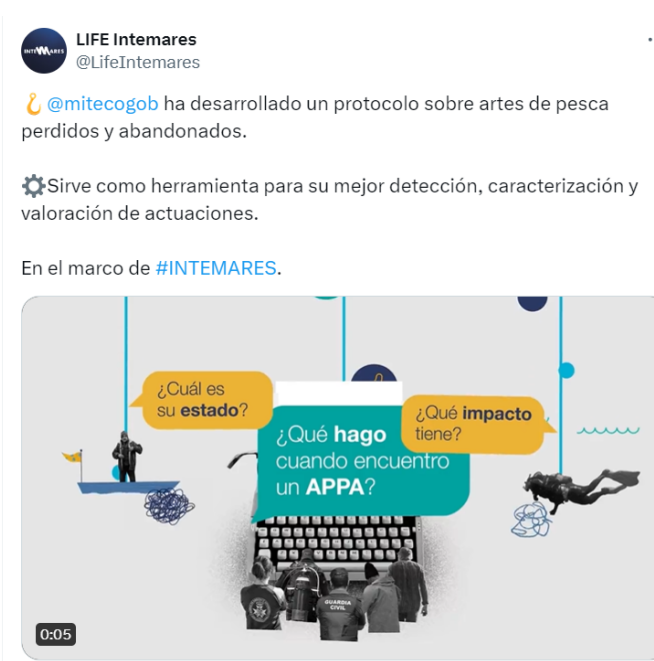 LIFE Intemares
@LifeIntemares
@mitecogob ha desarrollado un protocolo sobre artes de pesca
perdidos y abandonados.
Sirve como herramienta para su mejor detección, caracterización y
valoración de actuaciones.
En el marco de #INTEMARES.
¿Cuál es
su estado?
¿Qué hago
cuando encuentro
un APPA?
¿Qué impacto
tiene?
GUARDIA
CIVIL
0:05
INTEMARES